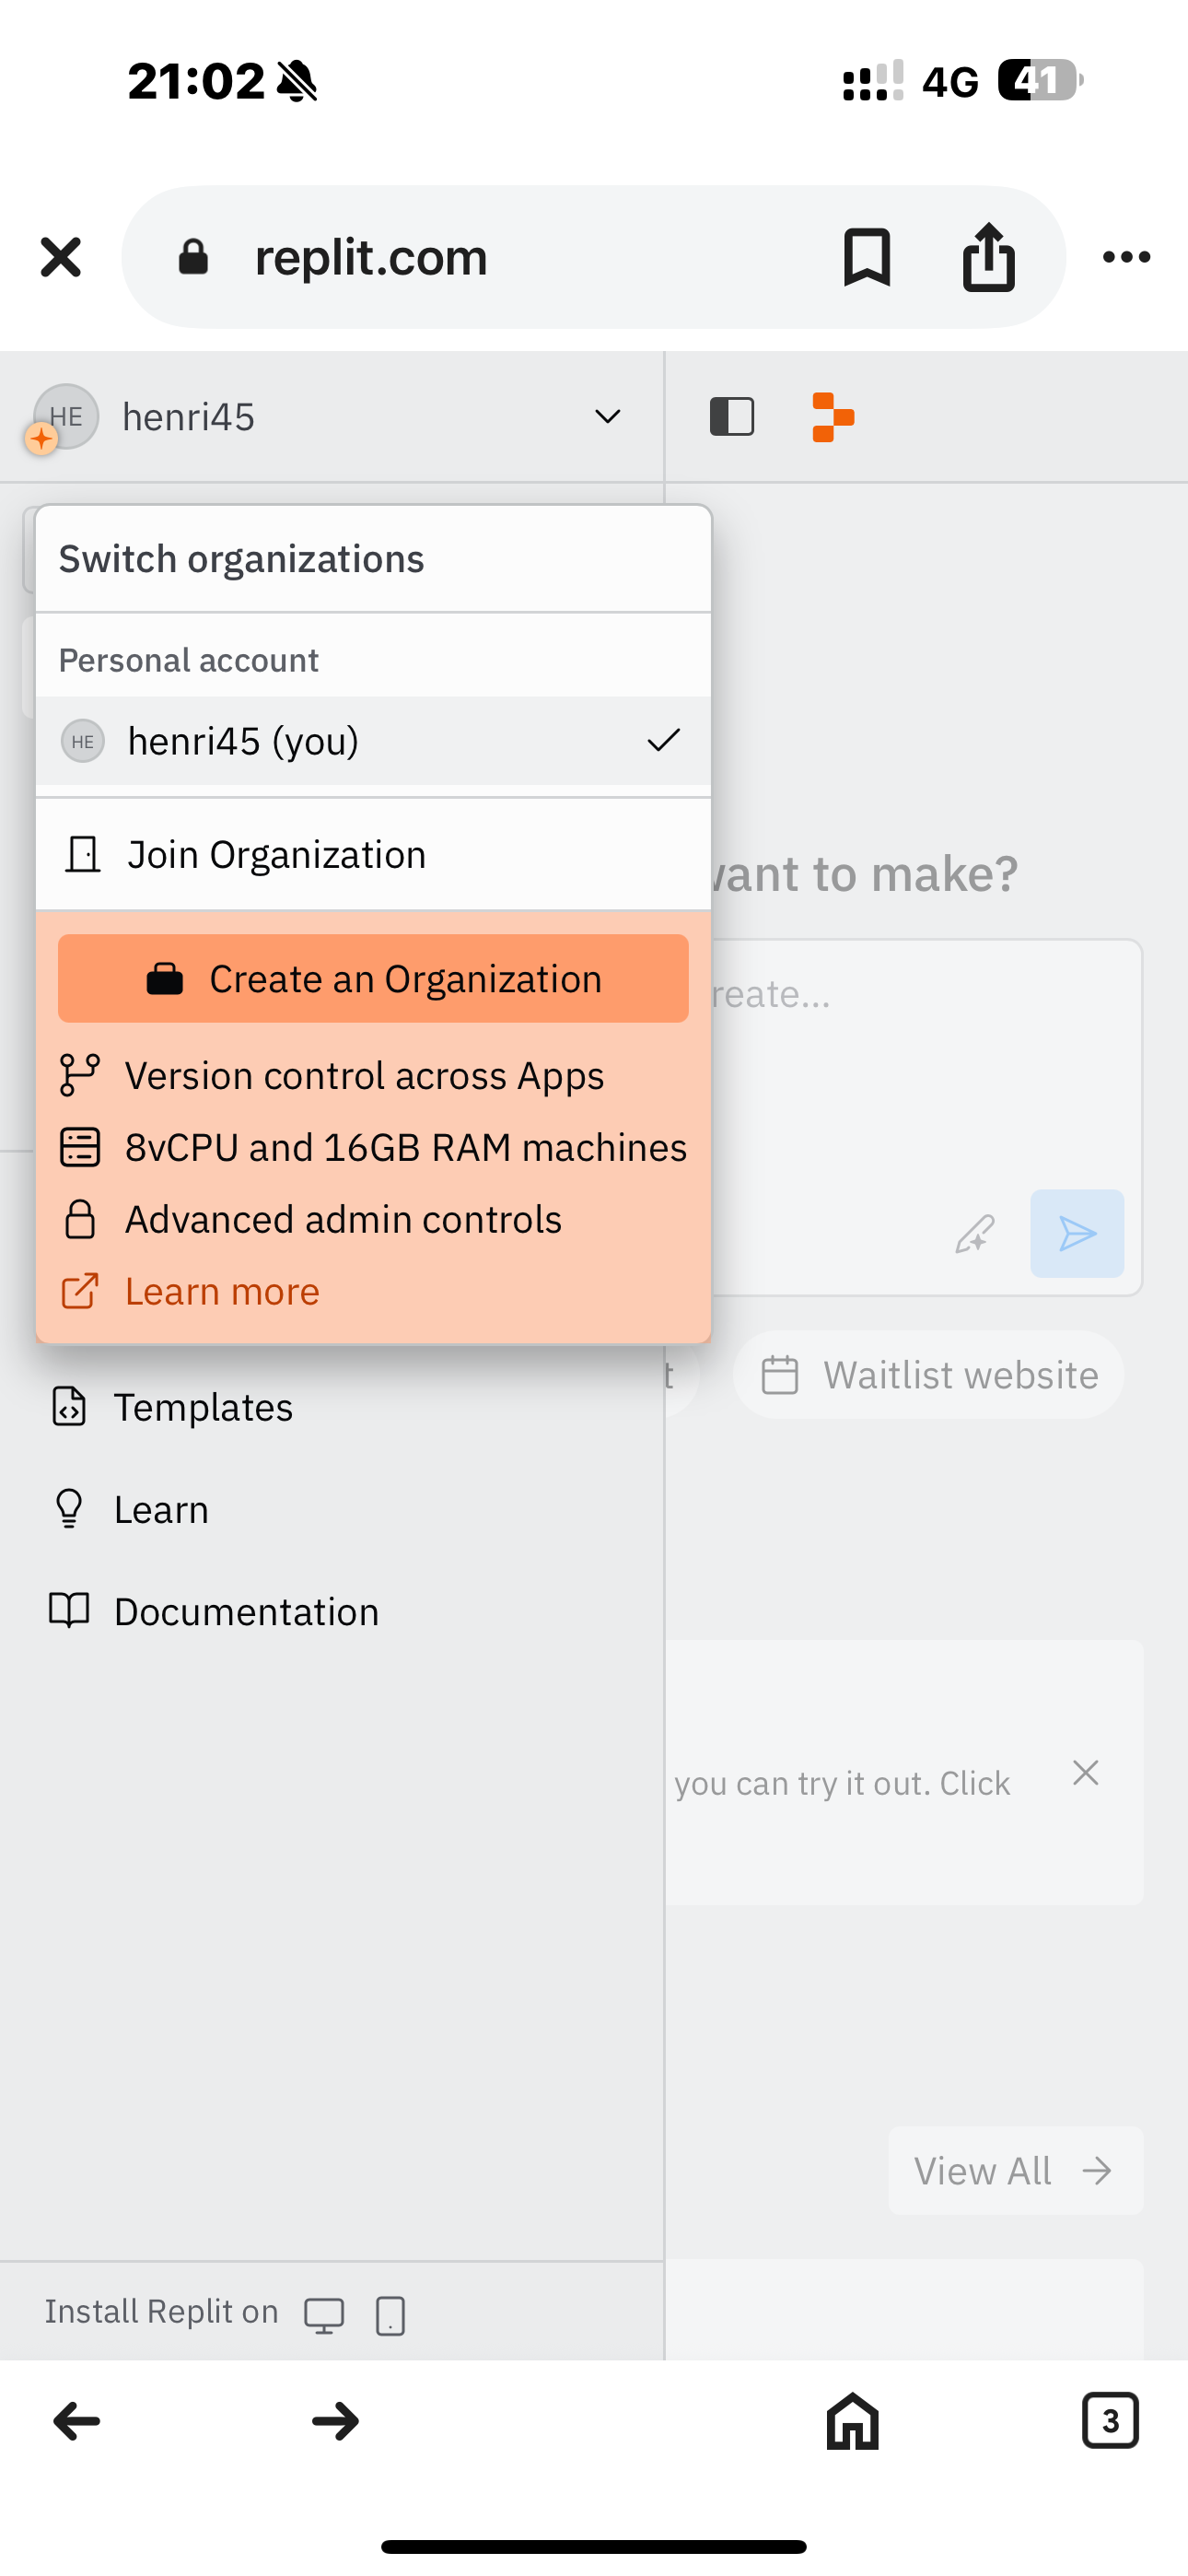 21:02
4G
41
replit.com
HE
henri45
Switch organizations
Personal account
HE
henri45 (you)
Join Organization
want to make?
Create an Organization
reate...
Version control across Apps
8vCPU and 16GB RAM machines
Advanced admin controls
Learn more
t
Waitlist website
Templates
Learn
Documentation
you can try it out. Click
View All
Install Replit on
3